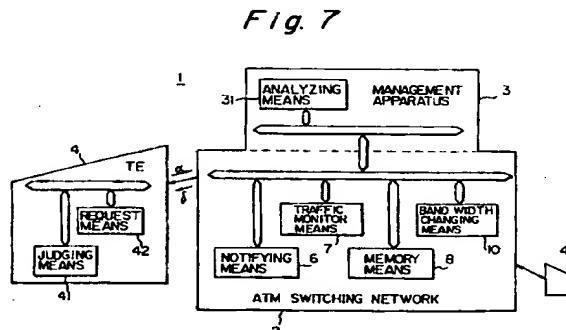 Fig. 7
1
ANALYZING MEANS
31
MANAGEMENT APPARATUS
3
4
TE
α
δ
REQUEST MEANS
42
JUDGING MEANS
41
TRAFFIC MONITOR MEANS
7
BAND WIDTH CHANGING MEANS
10
NOTIFYING MEANS
6
MEMORY MEANS
8
ATM SWITCHING NETWORK
2
4